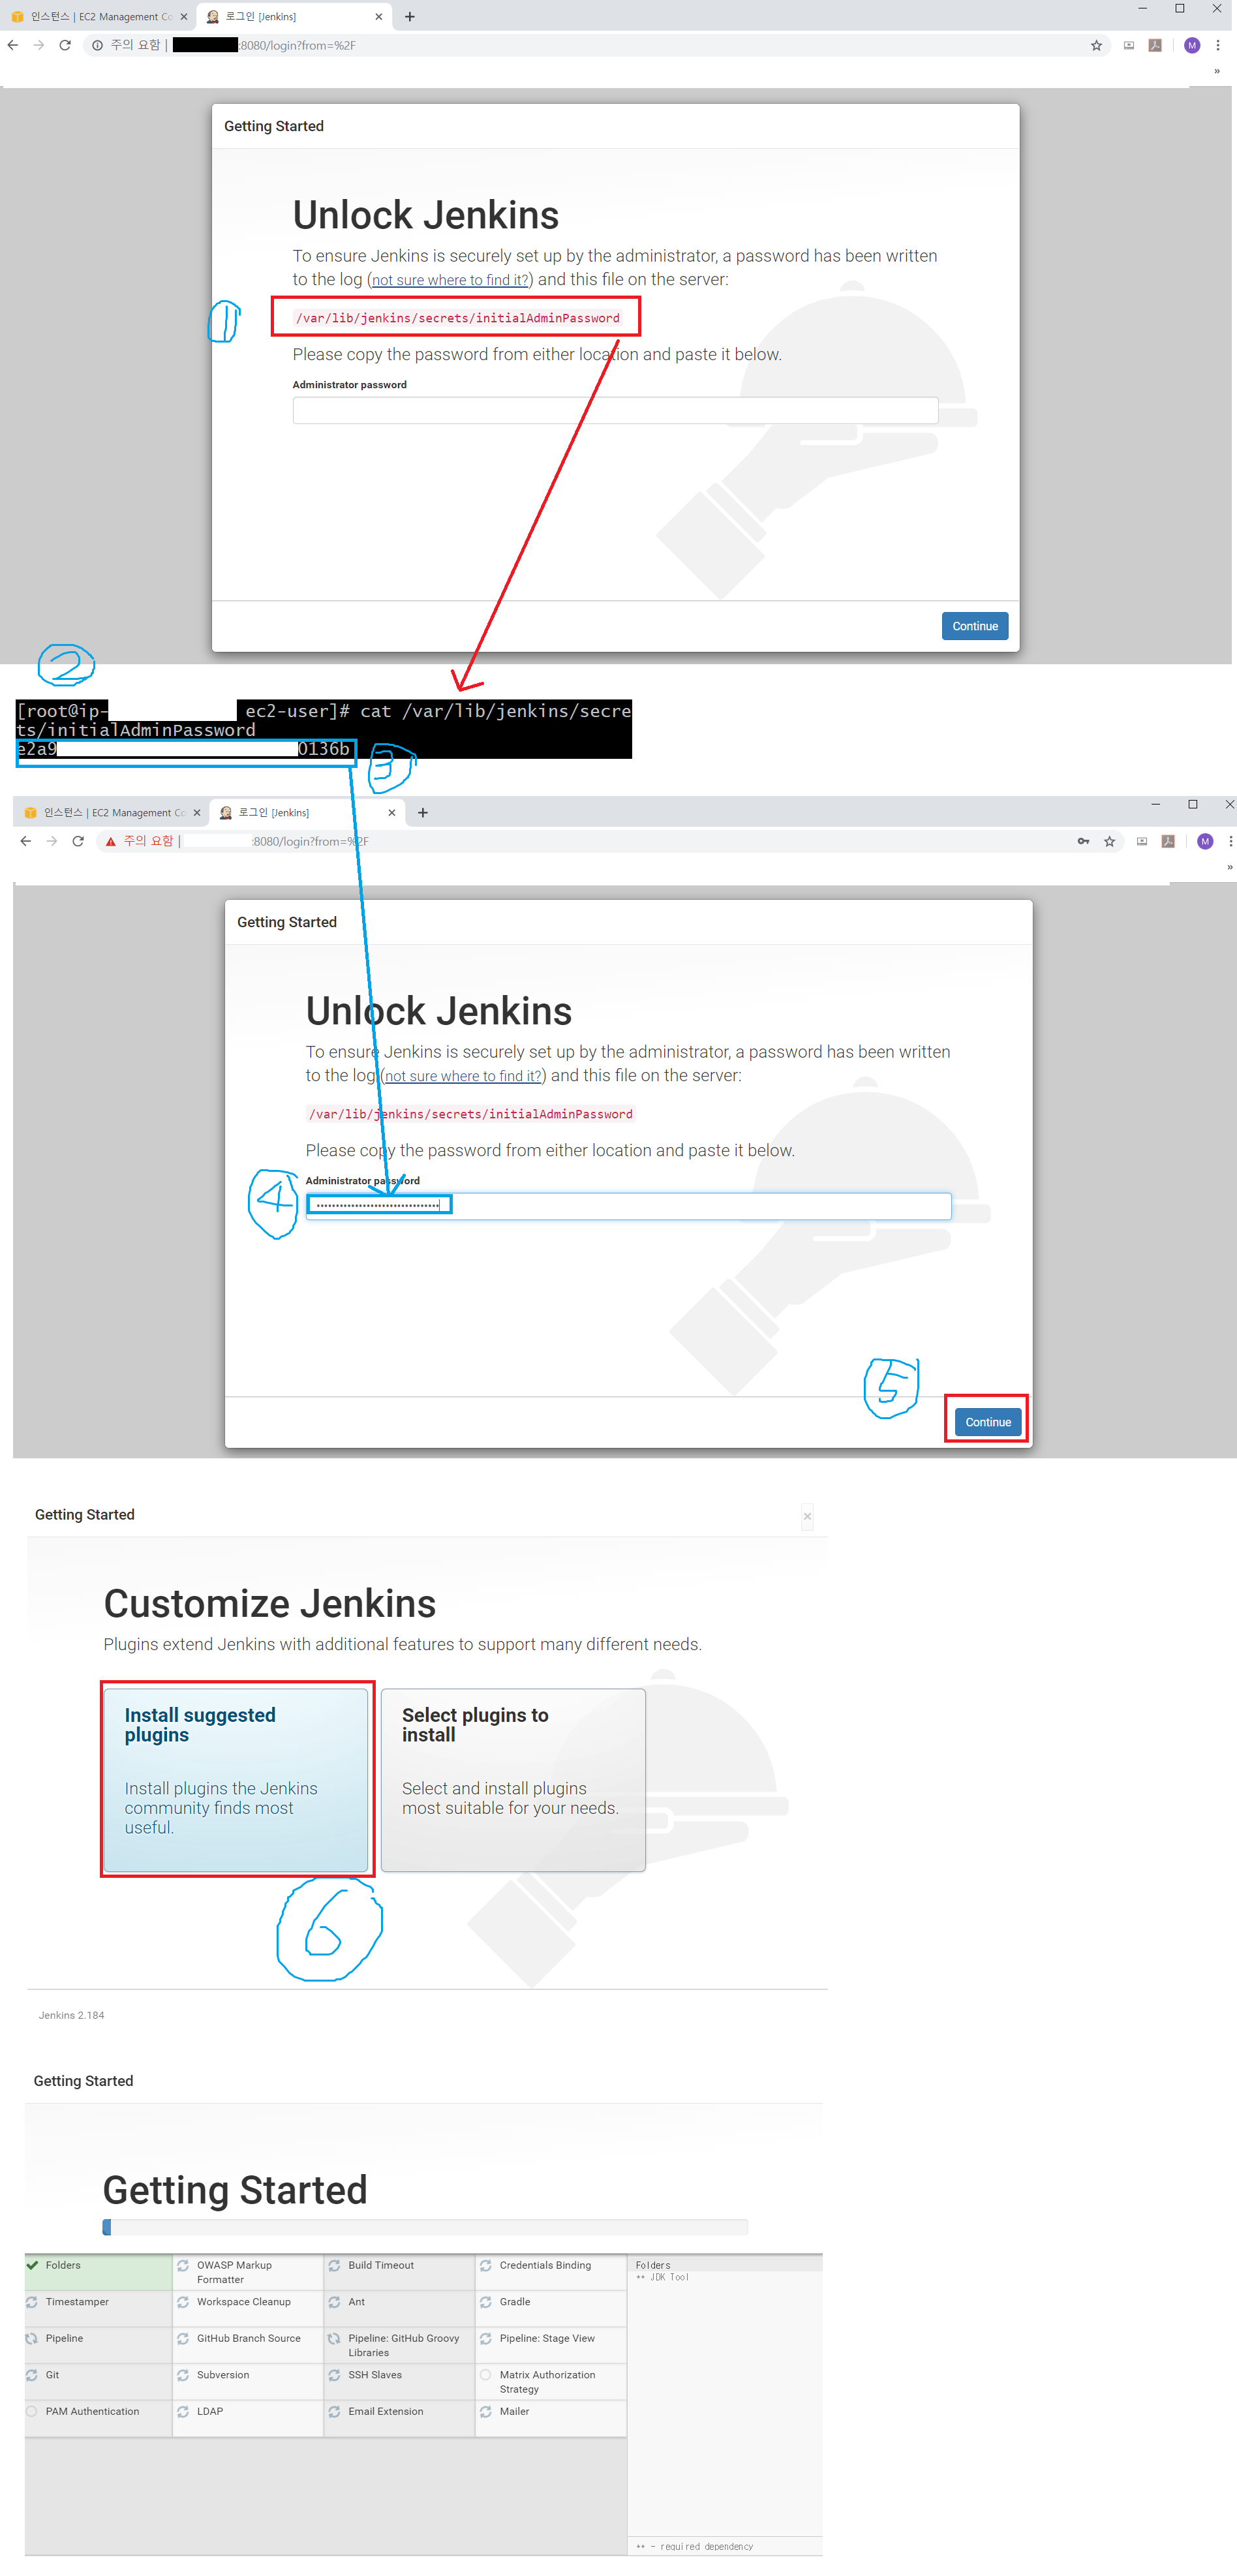 인스턴스 | EC2 Management Co
로그인 [Jenkins]
주의 요함 | :8080/login?from=%2F
M
»
Getting Started
Unlock Jenkins
To ensure Jenkins is securely set up by the administrator, a password has been written
to the log (not sure where to find it?) and this file on the server:
1
/var/lib/jenkins/secrets/initialAdminPassword
Please copy the password from either location and paste it below.
Administrator password
Continue
2
[root@ip- ec2-user]# cat /var/lib/jenkins/secre
ts/initialAdminPassword
e2a9 0136b
3
인스턴스 | EC2 Management Co
로그인 [Jenkins]
주의 요함 | :8080/login?from=%2F
M
»
Getting Started
Unlock Jenkins
To ensure Jenkins is securely set up by the administrator, a password has been written
to the log (not sure where to find it?) and this file on the server:
/var/lib/jenkins/secrets/initialAdminPassword
Please copy the password from either location and paste it below.
Administrator password
4
5
Continue
Getting Started
Customize Jenkins
Plugins extend Jenkins with additional features to support many different needs.
Install suggested
plugins
Install plugins the Jenkins
community finds most
useful.
Select plugins to
install
Select and install plugins
most suitable for your needs.
6
Jenkins 2.184
Getting Started
Getting Started
Folders
OWASP Markup
Formatter
Build Timeout
Credentials Binding
Folders
** JDK Tool
Timestamper
Workspace Cleanup
Ant
Gradle
Pipeline
GitHub Branch Source
Pipeline: GitHub Groovy
Libraries
Pipeline: Stage View
Git
Subversion
SSH Slaves
Matrix Authorization
Strategy
PAM Authentication
LDAP
Email Extension
Mailer
** - required dependency